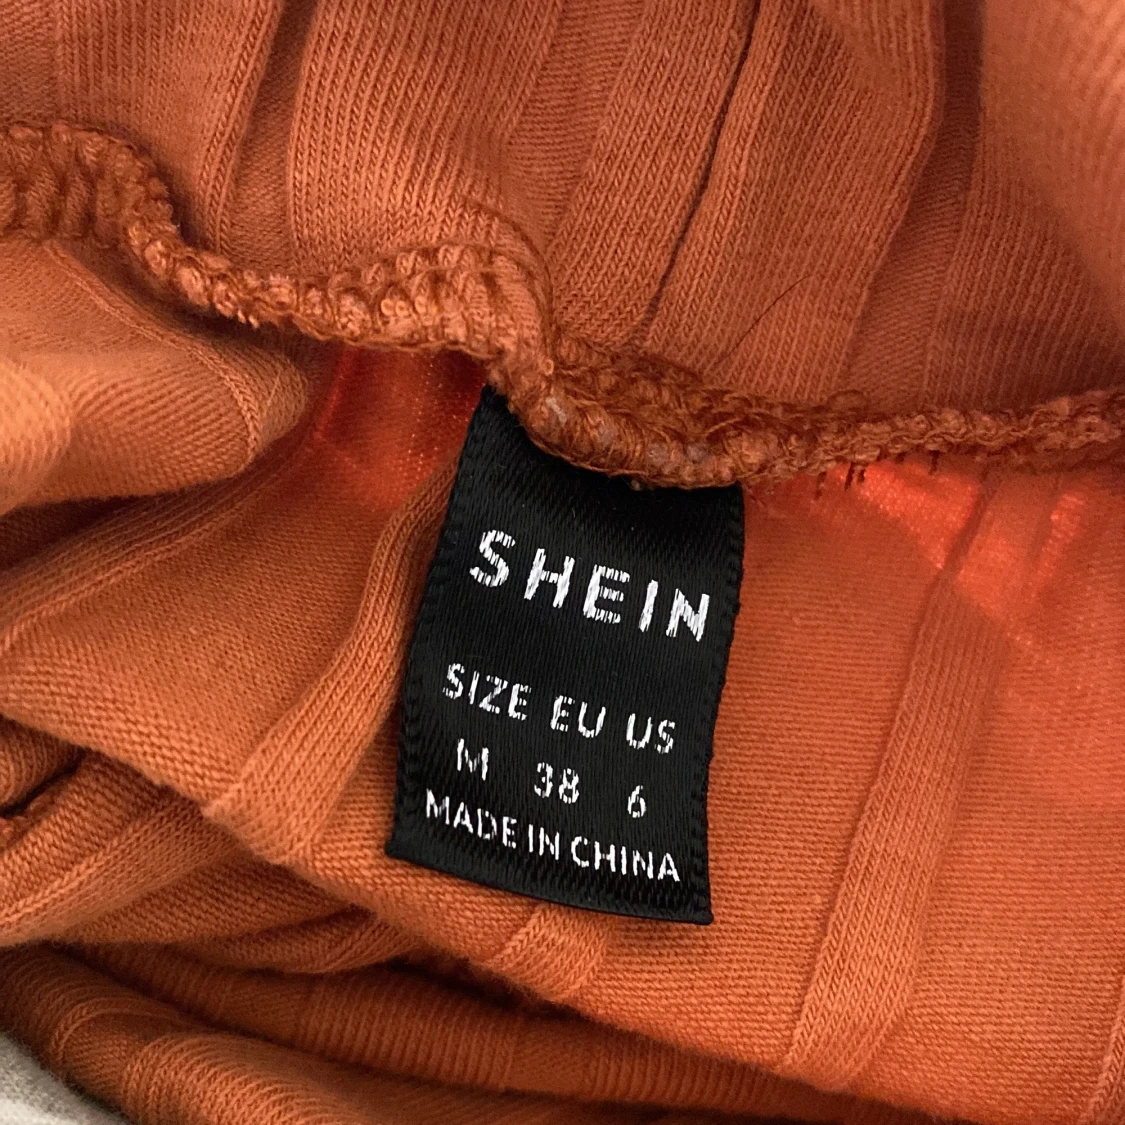 SHEIN
SIZE EU US
M 38 6
MADE IN CHINA